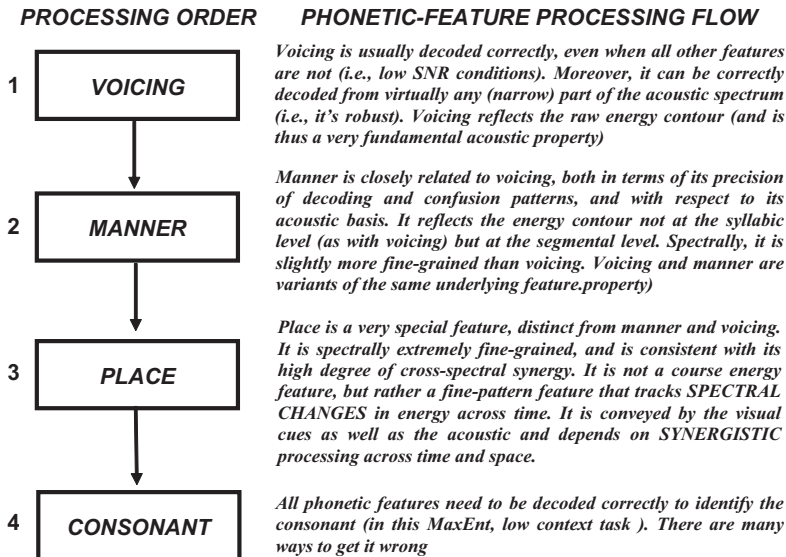 PROCESSING ORDER PHONETIC-FEATURE PROCESSING FLOW
1 VOICING
Voicing is usually decoded correctly, even when all other features
are not (i.e., low SNR conditions). Moreover, it can be correctly
decoded from virtually any (narrow) part of the acoustic spectrum
(i.e., it's robust). Voicing reflects the raw energy contour (and is
thus a very fundamental acoustic property)
2 MANNER
Manner is closely related to voicing, both in terms of its precision
of decoding and confusion patterns, and with respect to its
acoustic basis. It reflects the energy contour not at the syllabic
level (as with voicing) but at the segmental level. Spectrally, it is
slightly more fine-grained than voicing. Voicing and manner are
variants of the same underlying feature.property)
3 PLACE
Place is a very special feature, distinct from manner and voicing.
It is spectrally extremely fine-grained, and is consistent with its
high degree of cross-spectral synergy. It is not a course energy
feature, but rather a fine-pattern feature that tracks SPECTRAL
CHANGES in energy across time. It is conveyed by the visual
cues as well as the acoustic and depends on SYNERGISTIC
processing across time and space.
4 CONSONANT
All phonetic features need to be decoded correctly to identify the
consonant (in this MaxEnt, low context task ). There are many
ways to get it wrong